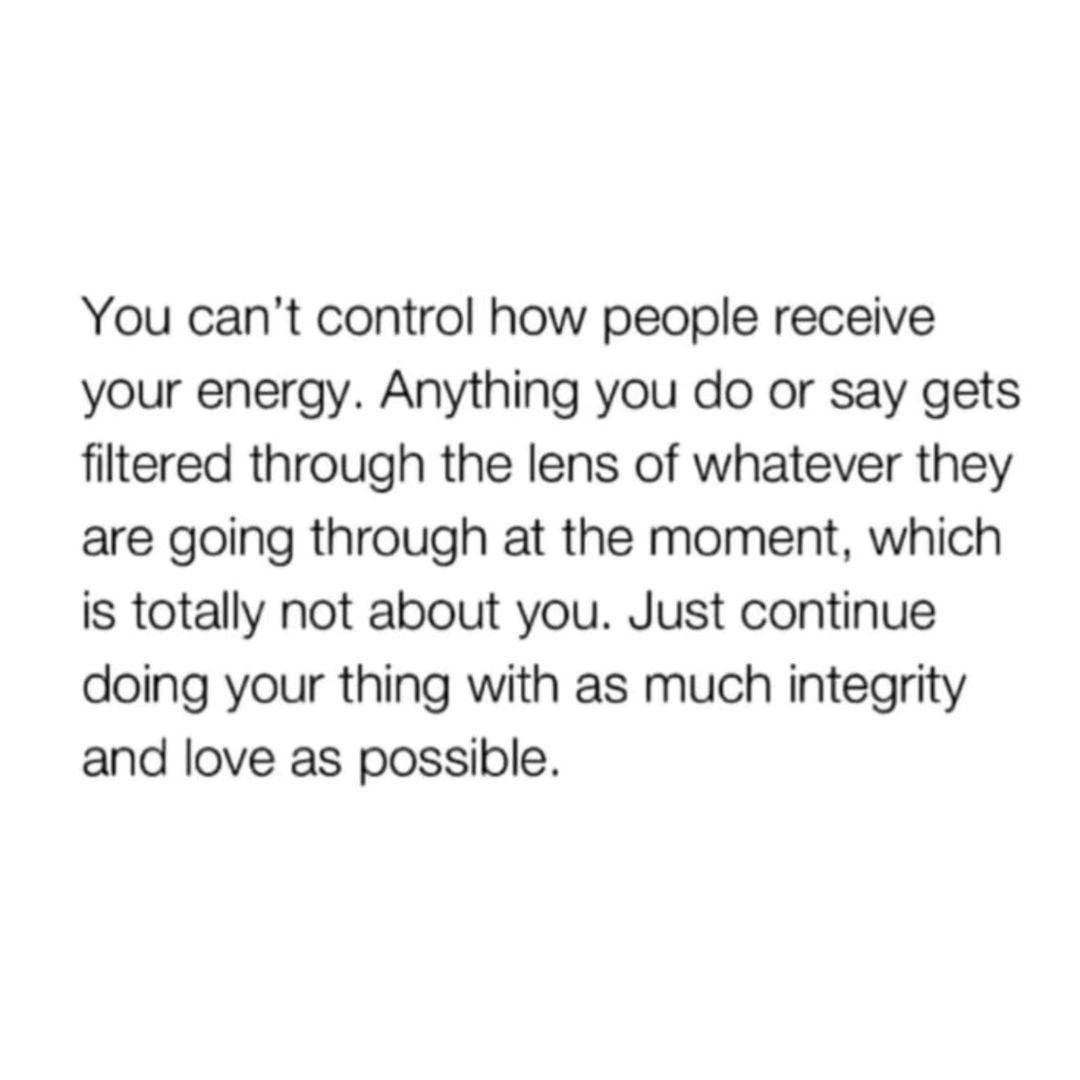 You can’t control how people receive
your energy. Anything you do or say gets
filtered through the lens of whatever they
are going through at the moment, which
is totally not about you. Just continue
doing your thing with as much integrity
and love as possible.